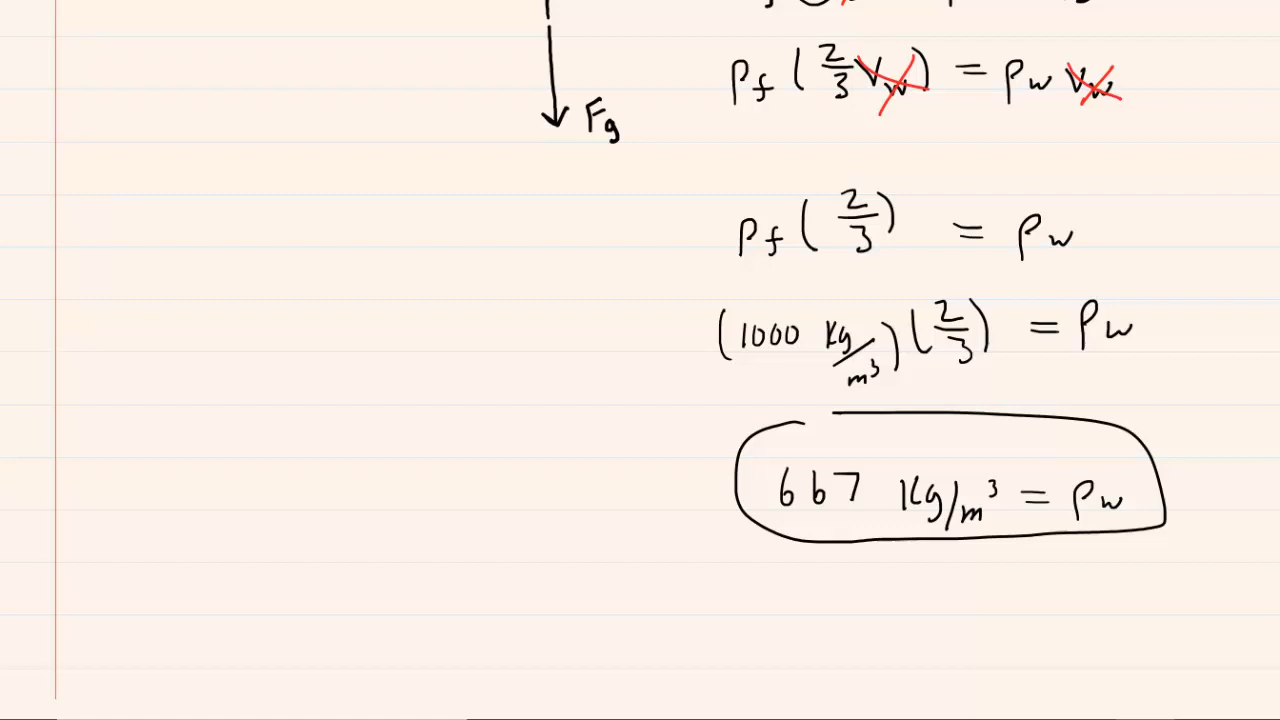 ρf (2/3 Vw) = ρw Vw
Fg
ρf (2/3) = ρw
(1000 Kg/m³)(2/3) = ρw
667 Kg/m³ = ρw